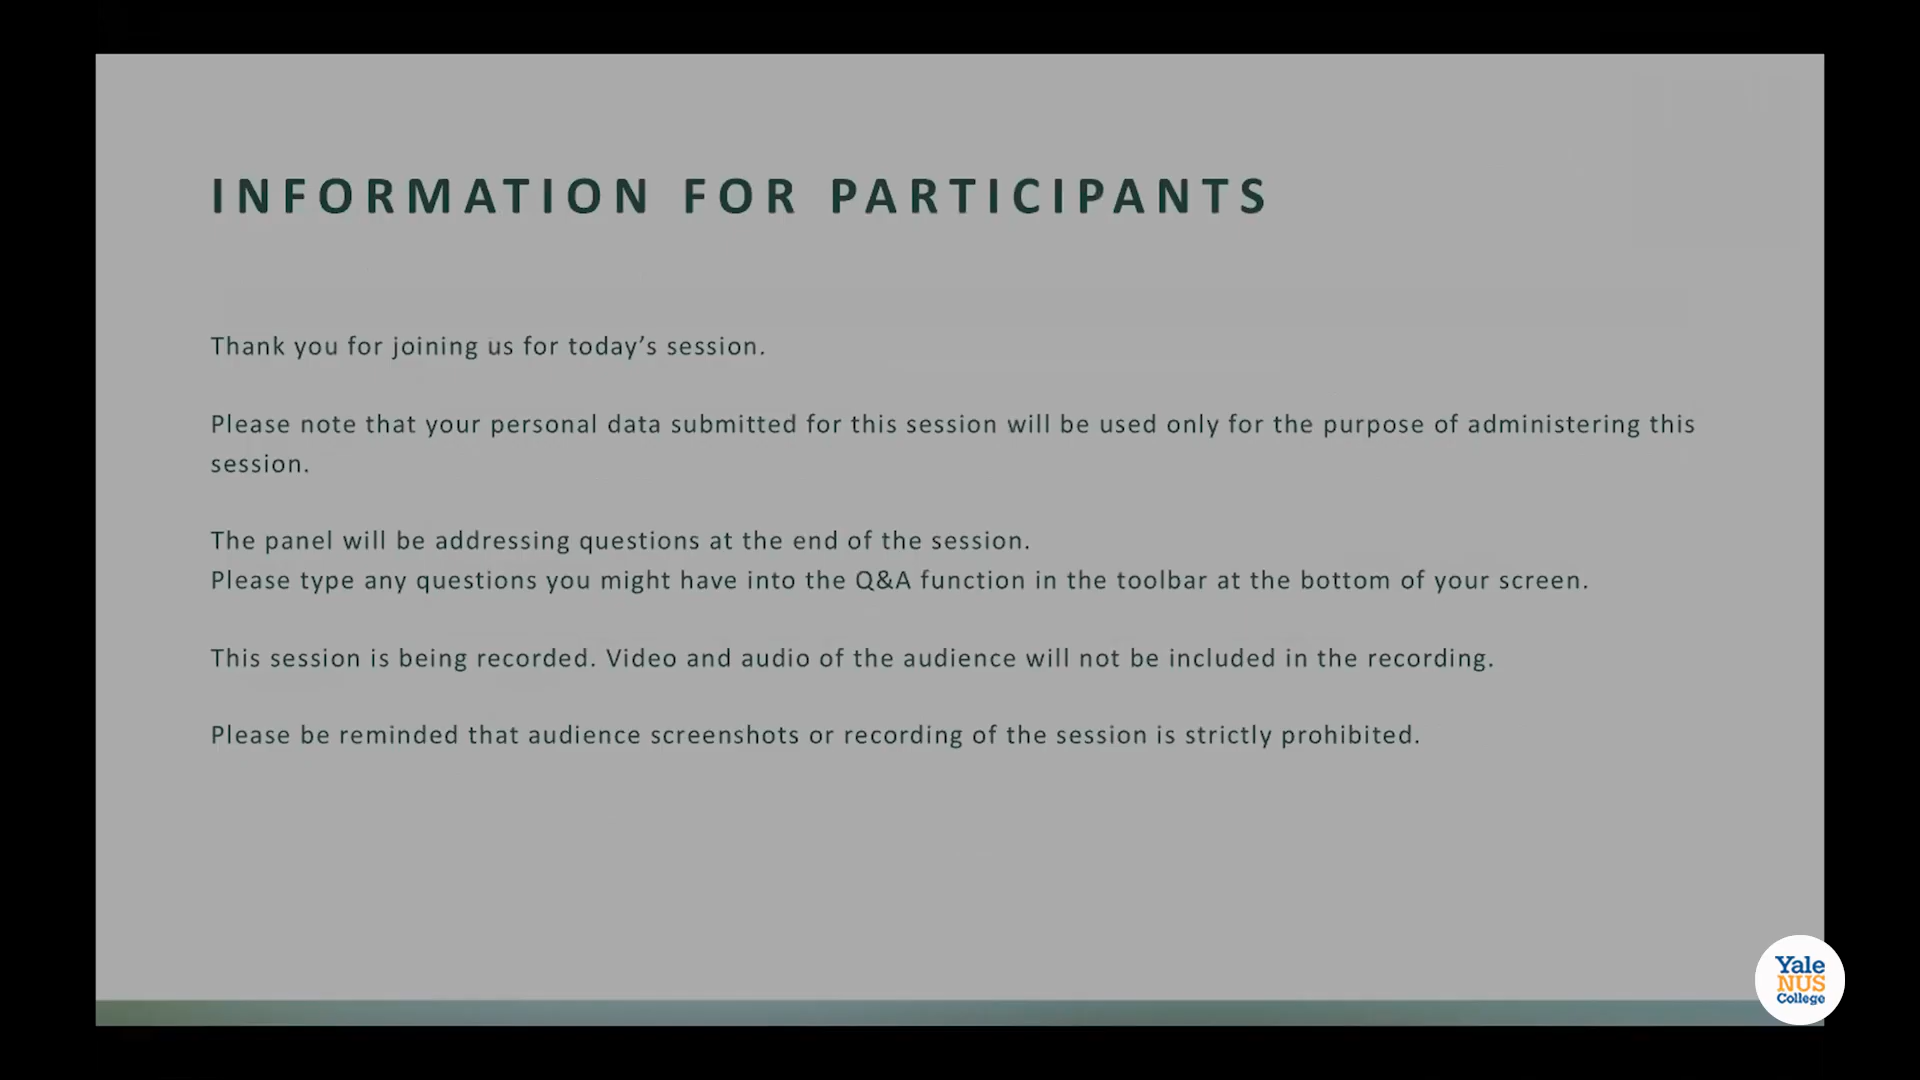 INFORMATION FOR PARTICIPANTS
Thank you for joining us for today’s session.
Please note that your personal data submitted for this session will be used only for the purpose of administering this
session.
The panel will be addressing questions at the end of the session.
Please type any questions you might have into the Q&A function in the toolbar at the bottom of your screen.
This session is being recorded. Video and audio of the audience will not be included in the recording.
Please be reminded that audience screenshots or recording of the session is strictly prohibited.
Yale
NUS
College